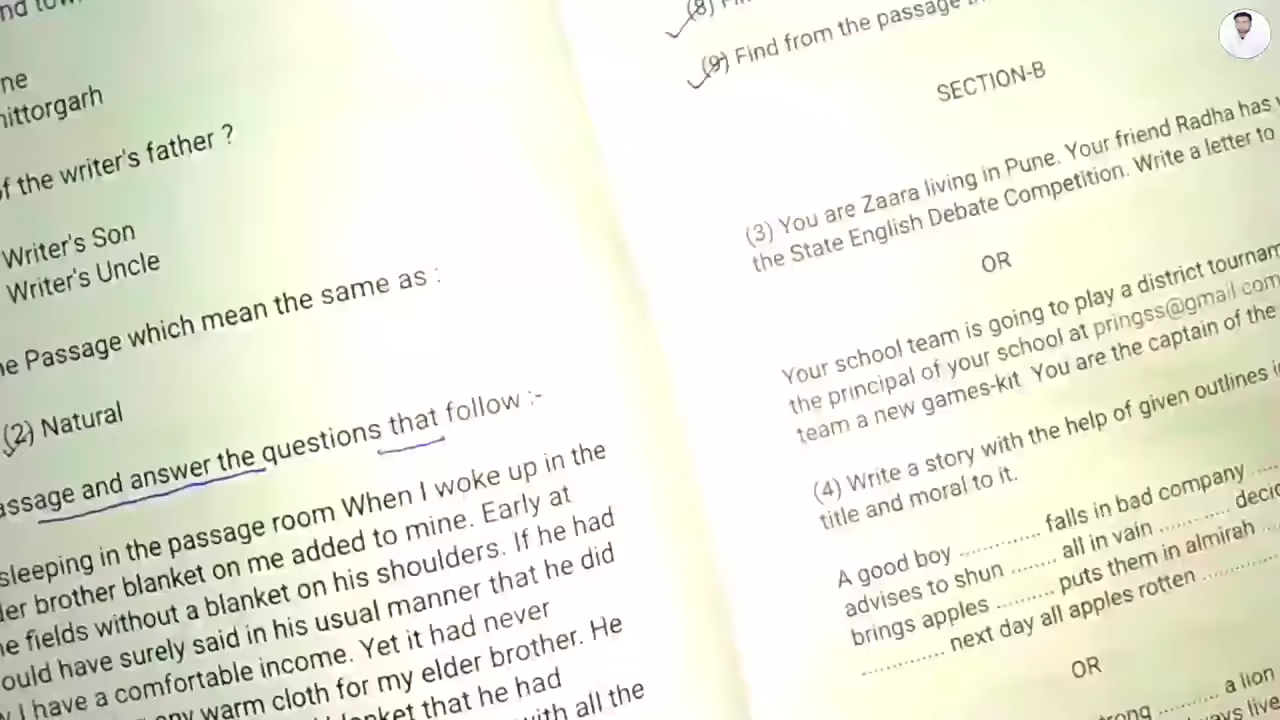 ne
hittorgarh
of the writer's father ?
Writer's Son
Writer's Uncle
Passage which mean the same as :
(2) Natural
and answer the questions that follow :-
sleeping in the passage room When I woke up in the
brother blanket on me added to mine. Early at
fields without a blanket on his shoulders. If he had
would have surely said in his usual manner that he did
I have a comfortable income. Yet it had never
warm cloth for my elder brother. He
that he had
with all the
(8)
(9) Find from the passage
SECTION-B
(3) You are Zaara living in Pune. Your friend Radha has
the State English Debate Competition. Write a letter to
OR
Your school team is going to play a district
the principal of your school at pringss@gmail.com
team a new games-kit. You are the captain of the
(4) Write a story with the help of given outlines
title and moral to it.
A good boy .............. falls in bad company .....
advises to shun ........ all in vain ............
brings apples .......... puts them in almirah ...
.............. next day all apples rotten ..............
OR
.......... a lion